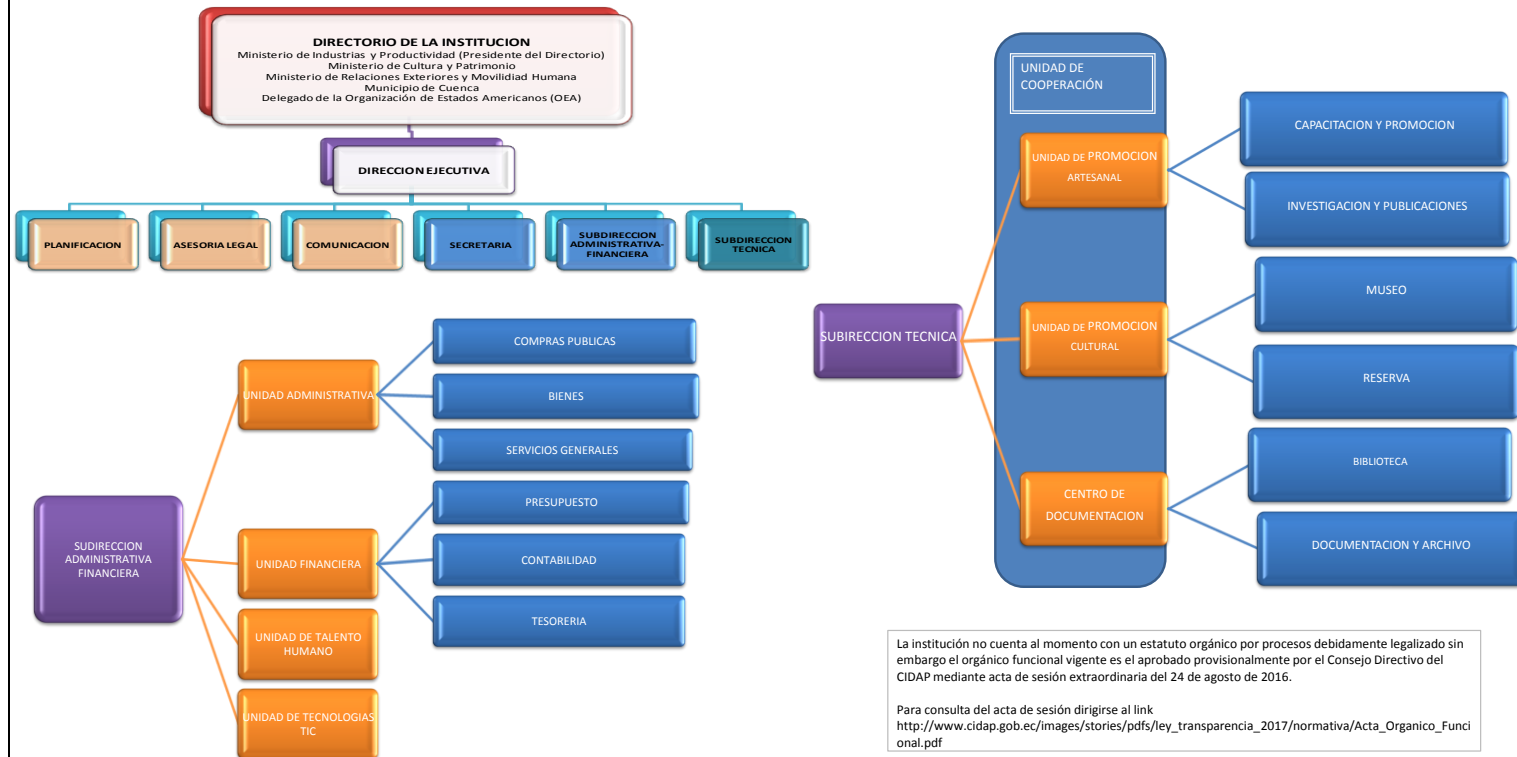 DIRECTORIO DE LA INSTITUCION
Ministerio de Industrias y Productividad (Presidente del Directorio)
Ministerio de Cultura y Patrimonio
Ministerio de Relaciones Exteriores y Movilidiad Humana
Municipio de Cuenca
Delegado de la Organización de Estados Americanos (OEA)
DIRECCION EJECUTIVA
PLANIFICACION
ASESORIA LEGAL
COMUNICACION
SECRETARIA
SUBDIRECCION
ADMINISTRATIVA-
FINANCIERA
SUBDIRECCION
TECNICA
SUDIRECCION
ADMINISTRATIVA
FINANCIERA
UNIDAD ADMINISTRATIVA
COMPRAS PUBLICAS
BIENES
SERVICIOS GENERALES
UNIDAD FINANCIERA
PRESUPUESTO
CONTABILIDAD
TESORERIA
UNIDAD DE TALENTO
HUMANO
UNIDAD DE TECNOLOGIAS
TIC
UNIDAD DE
COOPERACIÓN
SUBIRECCION TECNICA
UNIDAD DE PROMOCION
ARTESANAL
CAPACITACION Y PROMOCION
INVESTIGACION Y PUBLICACIONES
UNIDAD DE PROMOCION
CULTURAL
MUSEO
RESERVA
CENTRO DE
DOCUMENTACION
BIBLIOTECA
DOCUMENTACION Y ARCHIVO
La institución no cuenta al momento con un estatuto orgánico por procesos debidamente legalizado sin
embargo el orgánico funcional vigente es el aprobado provisionalmente por el Consejo Directivo del
CIDAP mediante acta de sesión extraordinaria del 24 de agosto de 2016.
Para consulta del acta de sesión dirigirse al link
http://www.cidap.gob.ec/images/stories/pdfs/ley_transparencia_2017/normativa/Acta_Organico_Funci
onal.pdf